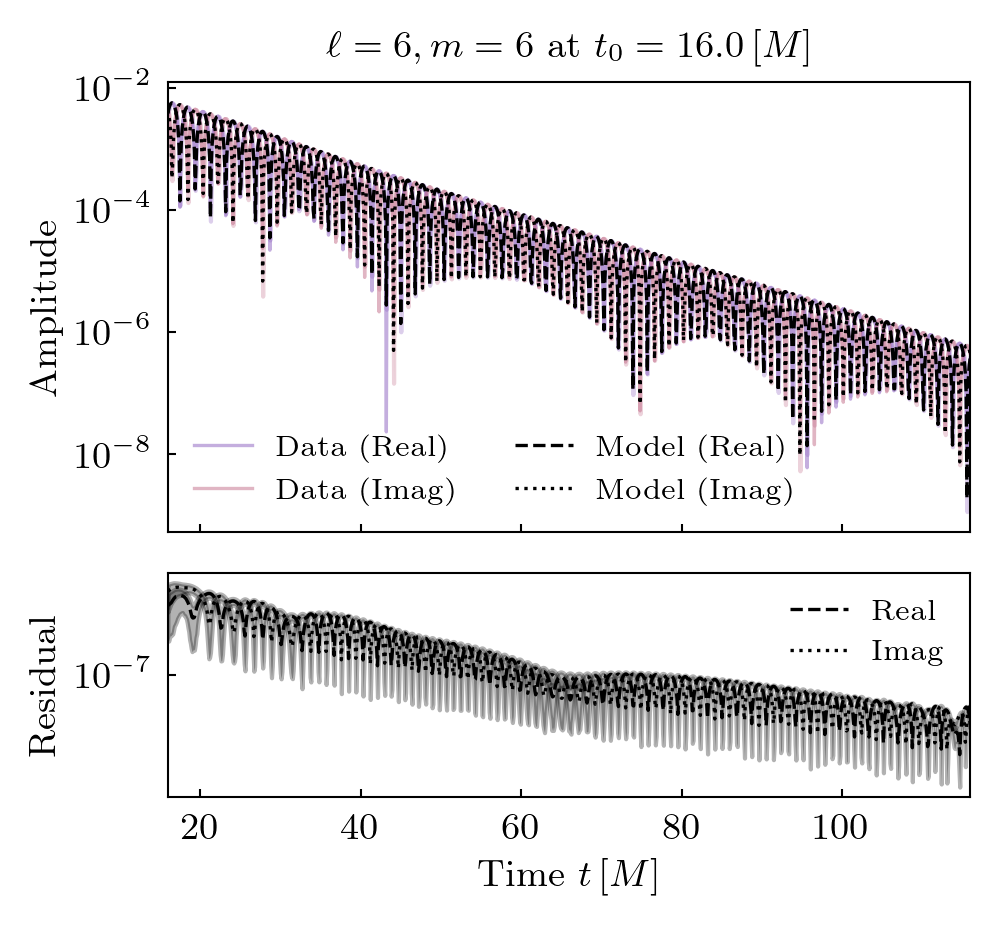 ℓ = 6, m = 6 at t₀ = 16.0 [M]
10⁻²
10⁻⁴
10⁻⁶
10⁻⁸
Amplitude
Data (Real)
Data (Imag)
Model (Real)
Model (Imag)
10⁻⁷
Residual
Real
Imag
20 40 60 80 100
Time t [M]